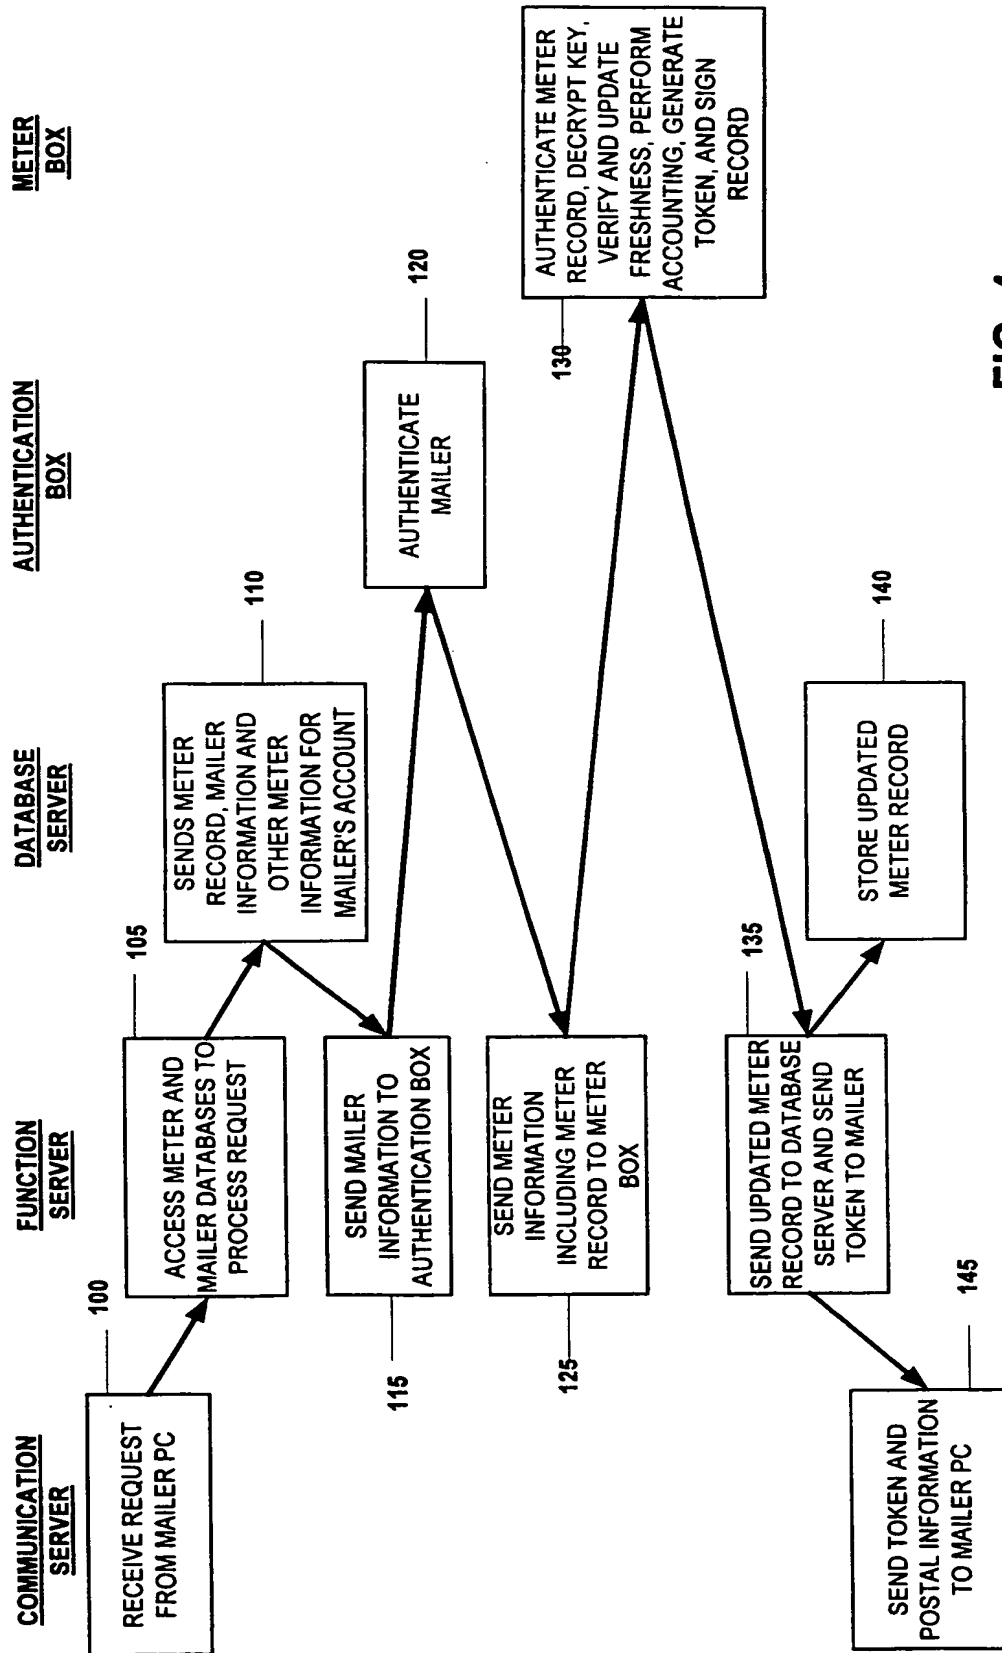 COMMUNICATION
SERVER
FUNCTION
SERVER
DATABASE
SERVER
AUTHENTICATION
BOX
METER
BOX
100
RECEIVE REQUEST
FROM MAILER PC
105
ACCESS METER AND
MAILER DATABASES TO
PROCESS REQUEST
110
SENDS METER
RECORD, MAILER
INFORMATION AND
OTHER METER
INFORMATION FOR
MAILER'S ACCOUNT
115
SEND MAILER
INFORMATION TO
AUTHENTICATION BOX
120
AUTHENTICATE
MAILER
125
SEND METER
INFORMATION
INCLUDING METER
RECORD TO METER
BOX
130
AUTHENTICATE METER
RECORD, DECRYPT KEY,
VERIFY AND UPDATE
FRESHNESS, PERFORM
ACCOUNTING, GENERATE
TOKEN, AND SIGN
RECORD
135
SEND UPDATED METER
RECORD TO DATABASE
SERVER AND SEND
TOKEN TO MAILER
140
STORE UPDATED
METER RECORD
145
SEND TOKEN AND
POSTAL INFORMATION
TO MAILER PC